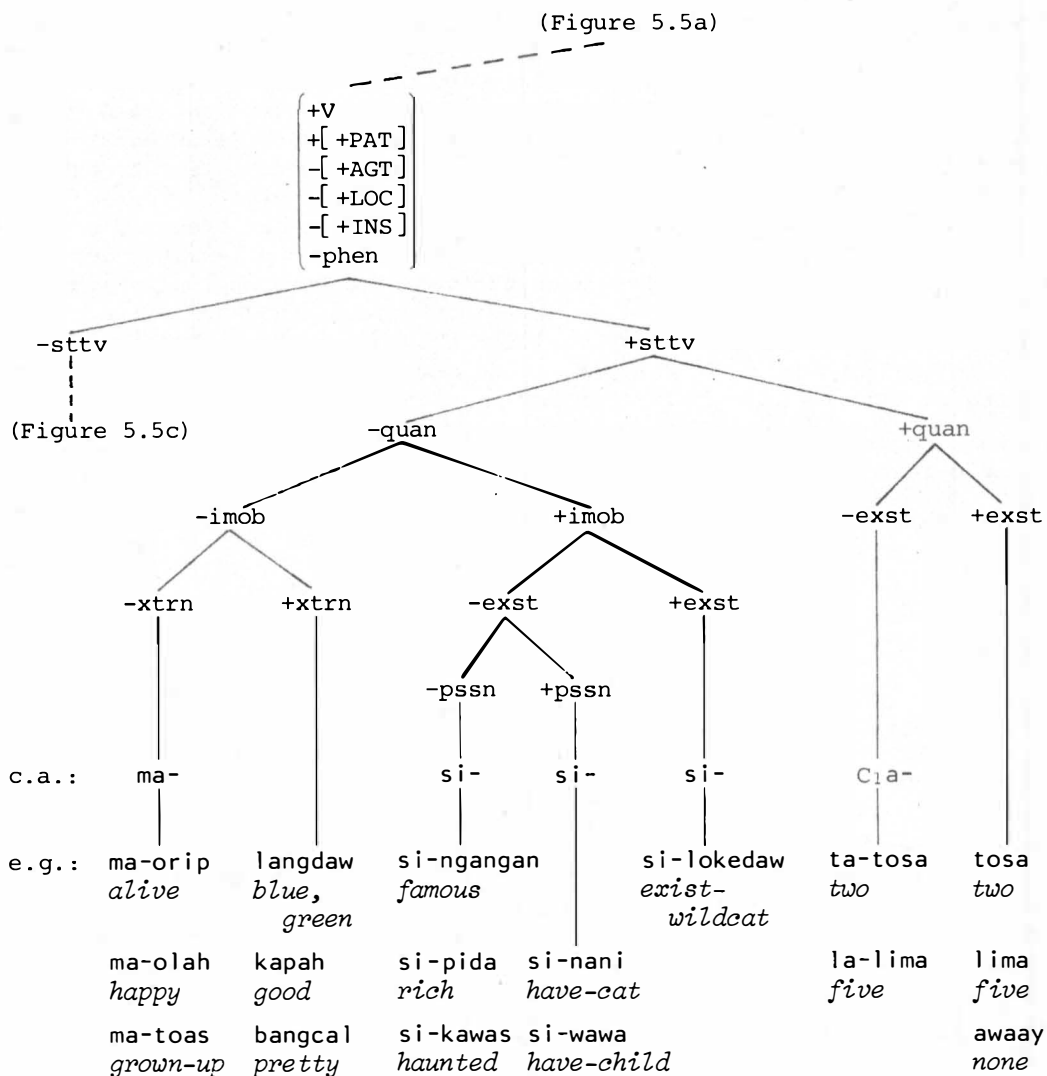 (Figure 5.5a)
+V
+[ +PAT]
-[ +AGT]
-[ +LOC]
-[ +INS]
-phen
-sttv +sttv
(Figure 5.5c) -quan +quan
-imob +imob -exst +exst
-xtrn +xtrn -exst +exst
-pssn +pssn
c.a.: ma- si- si- si- C₁a-
e.g.: ma-orip langdaw si-ngangan si-lokedaw ta-tosa tosa
alive blue, famous exist- two two
green wildcat
ma-olah kapah si-pida si-nani la-lima lima
happy good rich have-cat five five
ma-toas bangcal si-kawas si-wawa awaay
grown-up pretty haunted have-child none